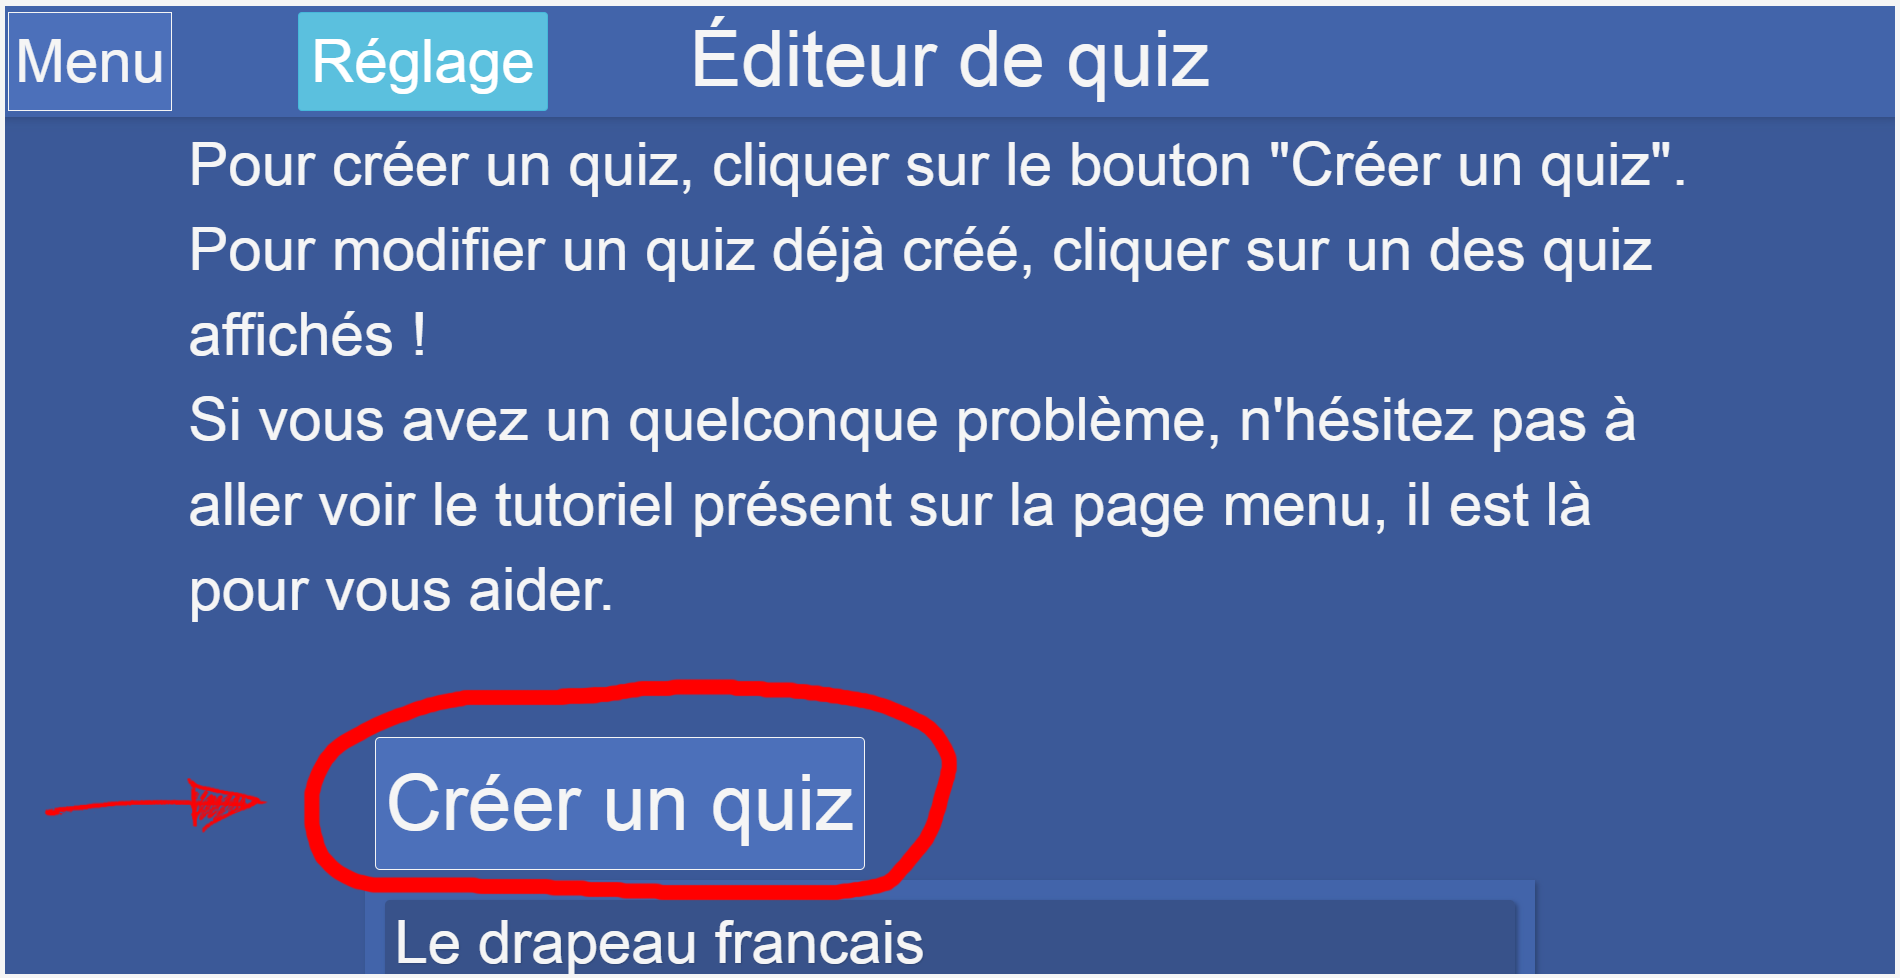 Menu
Réglage
Éditeur de quiz
Pour créer un quiz, cliquer sur le bouton "Créer un quiz".
Pour modifier un quiz déjà créé, cliquer sur un des quiz
affichés !
Si vous avez un quelconque problème, n'hésitez pas à
aller voir le tutoriel présent sur la page menu, il est là
pour vous aider.
Créer un quiz
Le drapeau francais